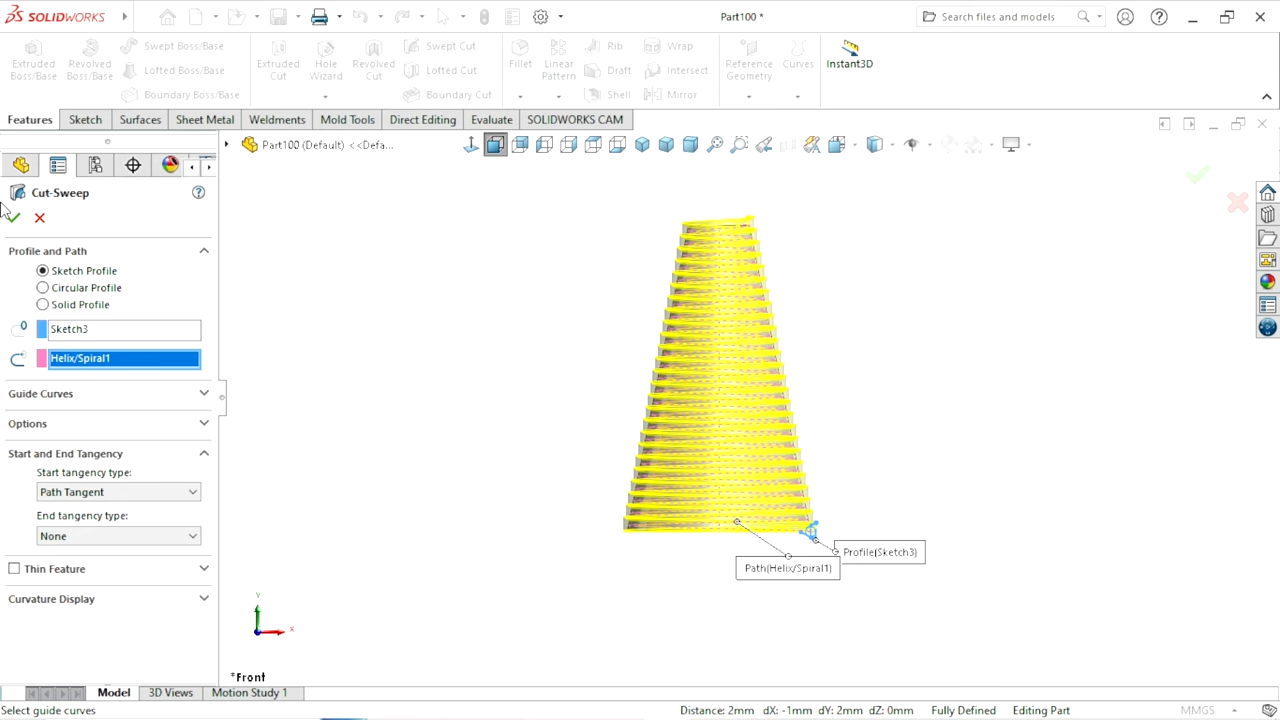 SOLIDWORKS
Part100 *
Search files and models
Extruded Boss/Base
Revolved Boss/Base
Swept Boss/Base
Lofted Boss/Base
Boundary Boss/Base
Extruded Cut
Hole Wizard
Revolved Cut
Swept Cut
Lofted Cut
Boundary Cut
Fillet
Linear Pattern
Rib
Draft
Shell
Wrap
Intersect
Mirror
Reference Geometry
Curves
Instant3D
Features Sketch Surfaces Sheet Metal Weldments Mold Tools Direct Editing Evaluate SOLIDWORKS CAM
Part100 (Default) <<Defa...
Cut-Sweep
Profile and Path
Sketch Profile
Circular Profile
Solid Profile
Sketch3
Helix/Spiral1
Guide Curves
Options
Start and End Tangency
Start tangency type:
Path Tangent
End tangency type:
None
Thin Feature
Curvature Display
Profile(Sketch3)
Path(Helix/Spiral1)
Y
X
*Front
Model 3D Views Motion Study 1
Select guide curves Distance: 2mm dX: -1mm dY: 2mm dZ: 0mm Fully Defined Editing Part MMGS